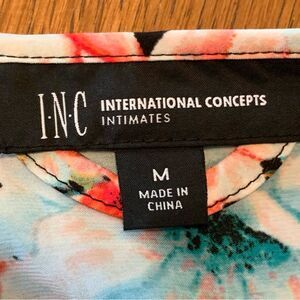 I·N·C INTERNATIONAL CONCEPTS
INTIMATES
M
MADE IN
CHINA